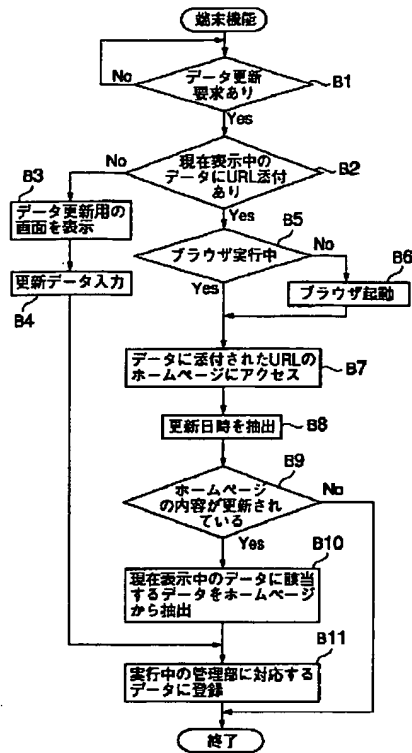 端末機能
データ更新
要求あり
B1
No
Yes
現在表示中の
データにURL添付
あり
B2
No
Yes
B3
データ更新用の
画面を表示
更新データ入力
B4
B5
ブラウザ実行中
No
Yes
B6
ブラウザ起動
データに添付されたURLの
ホームページにアクセス
B7
更新日時を抽出
B8
B9
ホームページ
の内容が更新され
ている
No
Yes
B10
現在表示中のデータに該当
するデータをホームページ
から抽出
B11
実行中の管理部に対応する
データに登録
終了